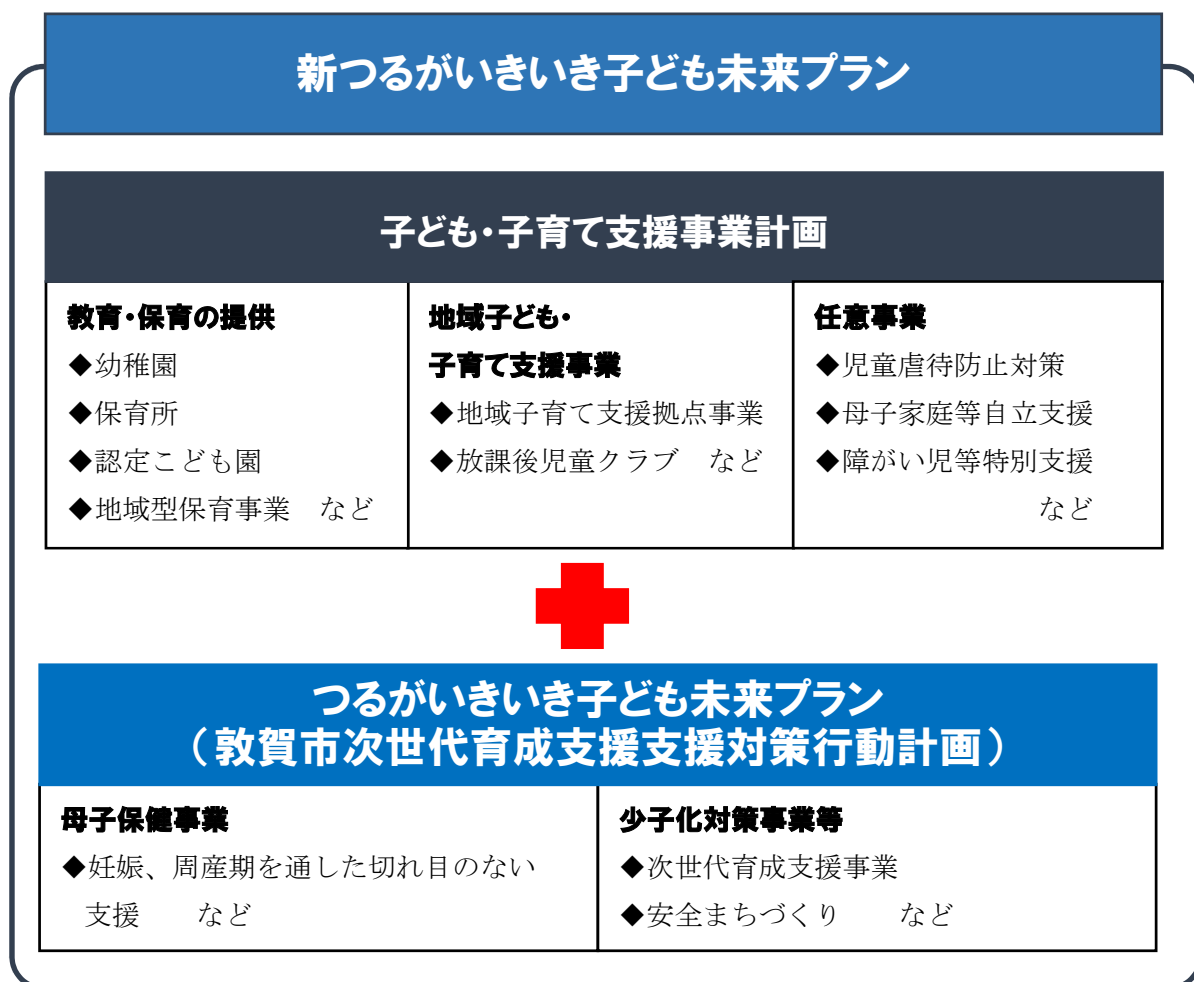 新つるがいきいき子ども未来プラン
子ども・子育て支援事業計画
教育・保育の提供
◆幼稚園
◆保育所
◆認定こども園
◆地域型保育事業　など
地域子ども・
子育て支援事業
◆地域子育て支援拠点事業
◆放課後児童クラブ　など
任意事業
◆児童虐待防止対策
◆母子家庭等自立支援
◆障がい児等特別支援
など
つるがいきいき子ども未来プラン
（敦賀市次世代育成支援支援対策行動計画）
母子保健事業
◆妊娠、周産期を通した切れ目のない
支援　　など
少子化対策事業等
◆次世代育成支援事業
◆安全まちづくり　　など